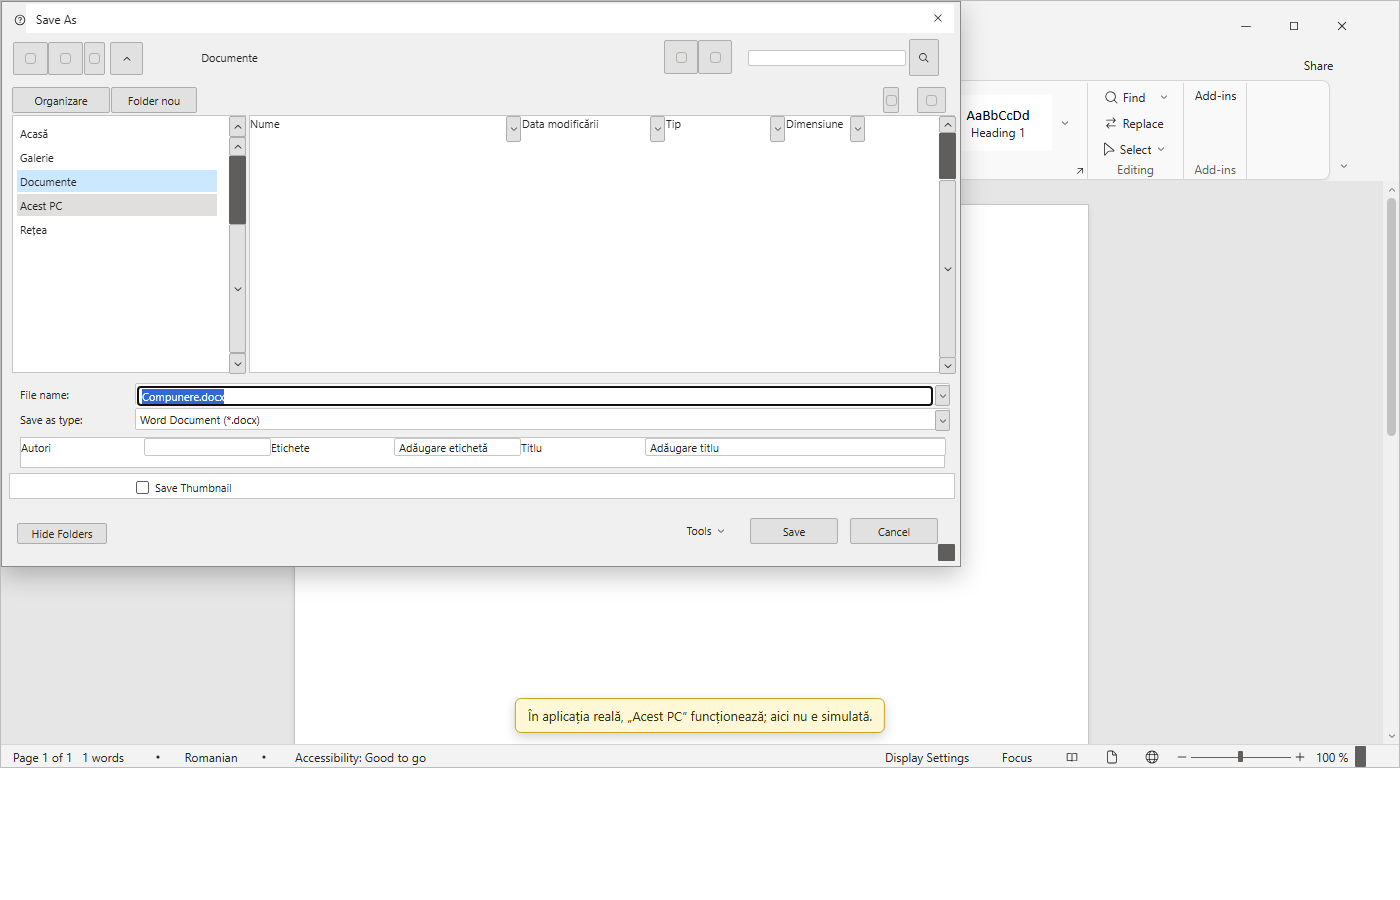 Save As
Documente
Organizare
Folder nou
Acasă
Galerie
Documente
Acest PC
Rețea
Nume
Data modificării
Tip
Dimensiune
File name:
Compunere.docx
Save as type:
Word Document (*.docx)
Autori
Etichete
Adăugare etichetă
Titlu
Adăugare titlu
Save Thumbnail
Hide Folders
Tools
Save
Cancel
Share
AaBbCcDd
Heading 1
Find
Replace
Select
Editing
Add-ins
Add-ins
În aplicația reală, „Acest PC” funcționează; aici nu e simulată.
Page 1 of 1
1 words
Romanian
Accessibility: Good to go
Display Settings
Focus
100 %